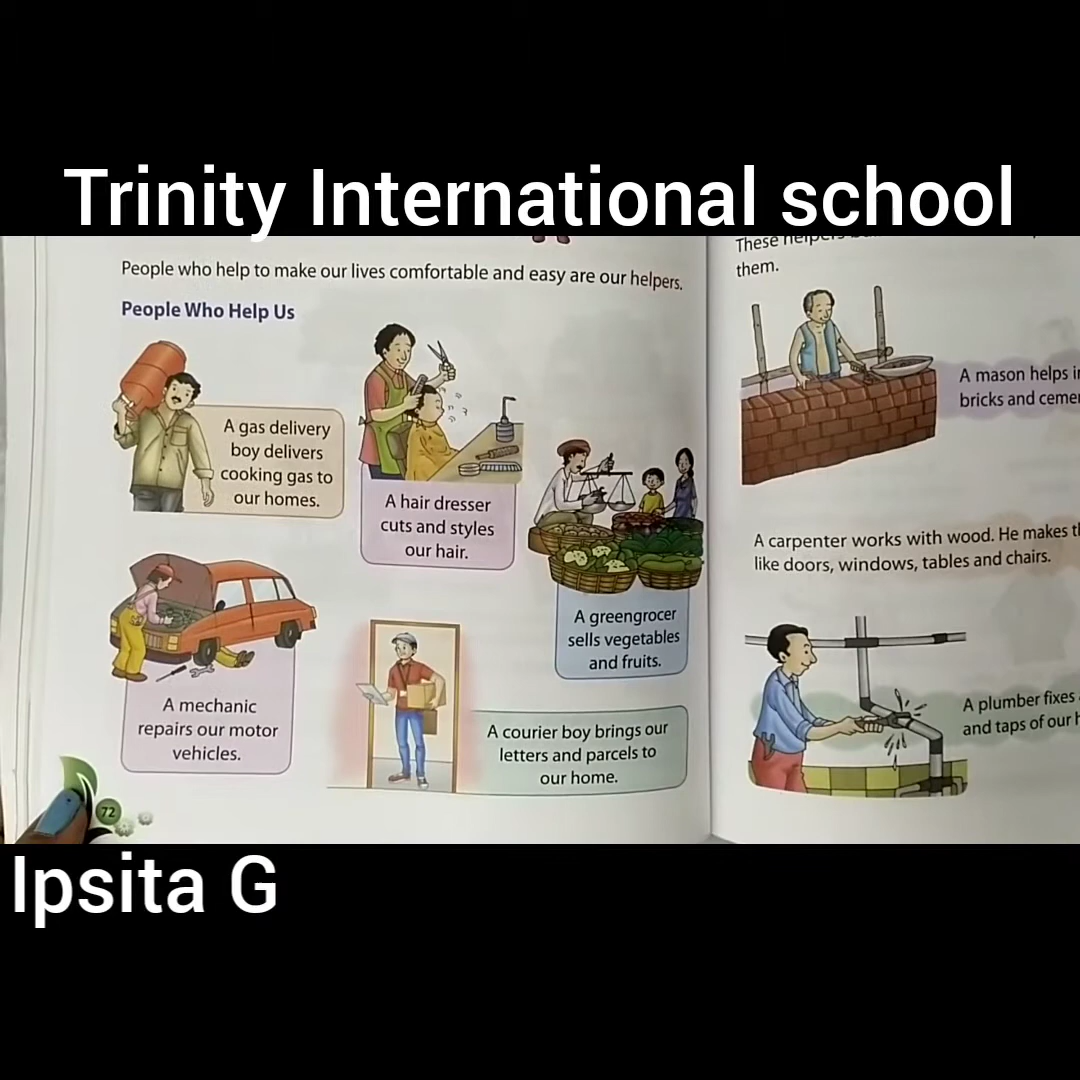 Trinity International school
People who help to make our lives comfortable and easy are our helpers.
People Who Help Us
A gas delivery
boy delivers
cooking gas to
our homes.
A hair dresser
cuts and styles
our hair.
A greengrocer
sells vegetables
and fruits.
A mechanic
repairs our motor
vehicles.
A courier boy brings our
letters and parcels to
our home.
72
These helpers
them.
A mason helps
bricks and
A carpenter works with wood. He makes
like doors, windows, tables and chairs.
A plumber fixes
and taps of our
Ipsita G